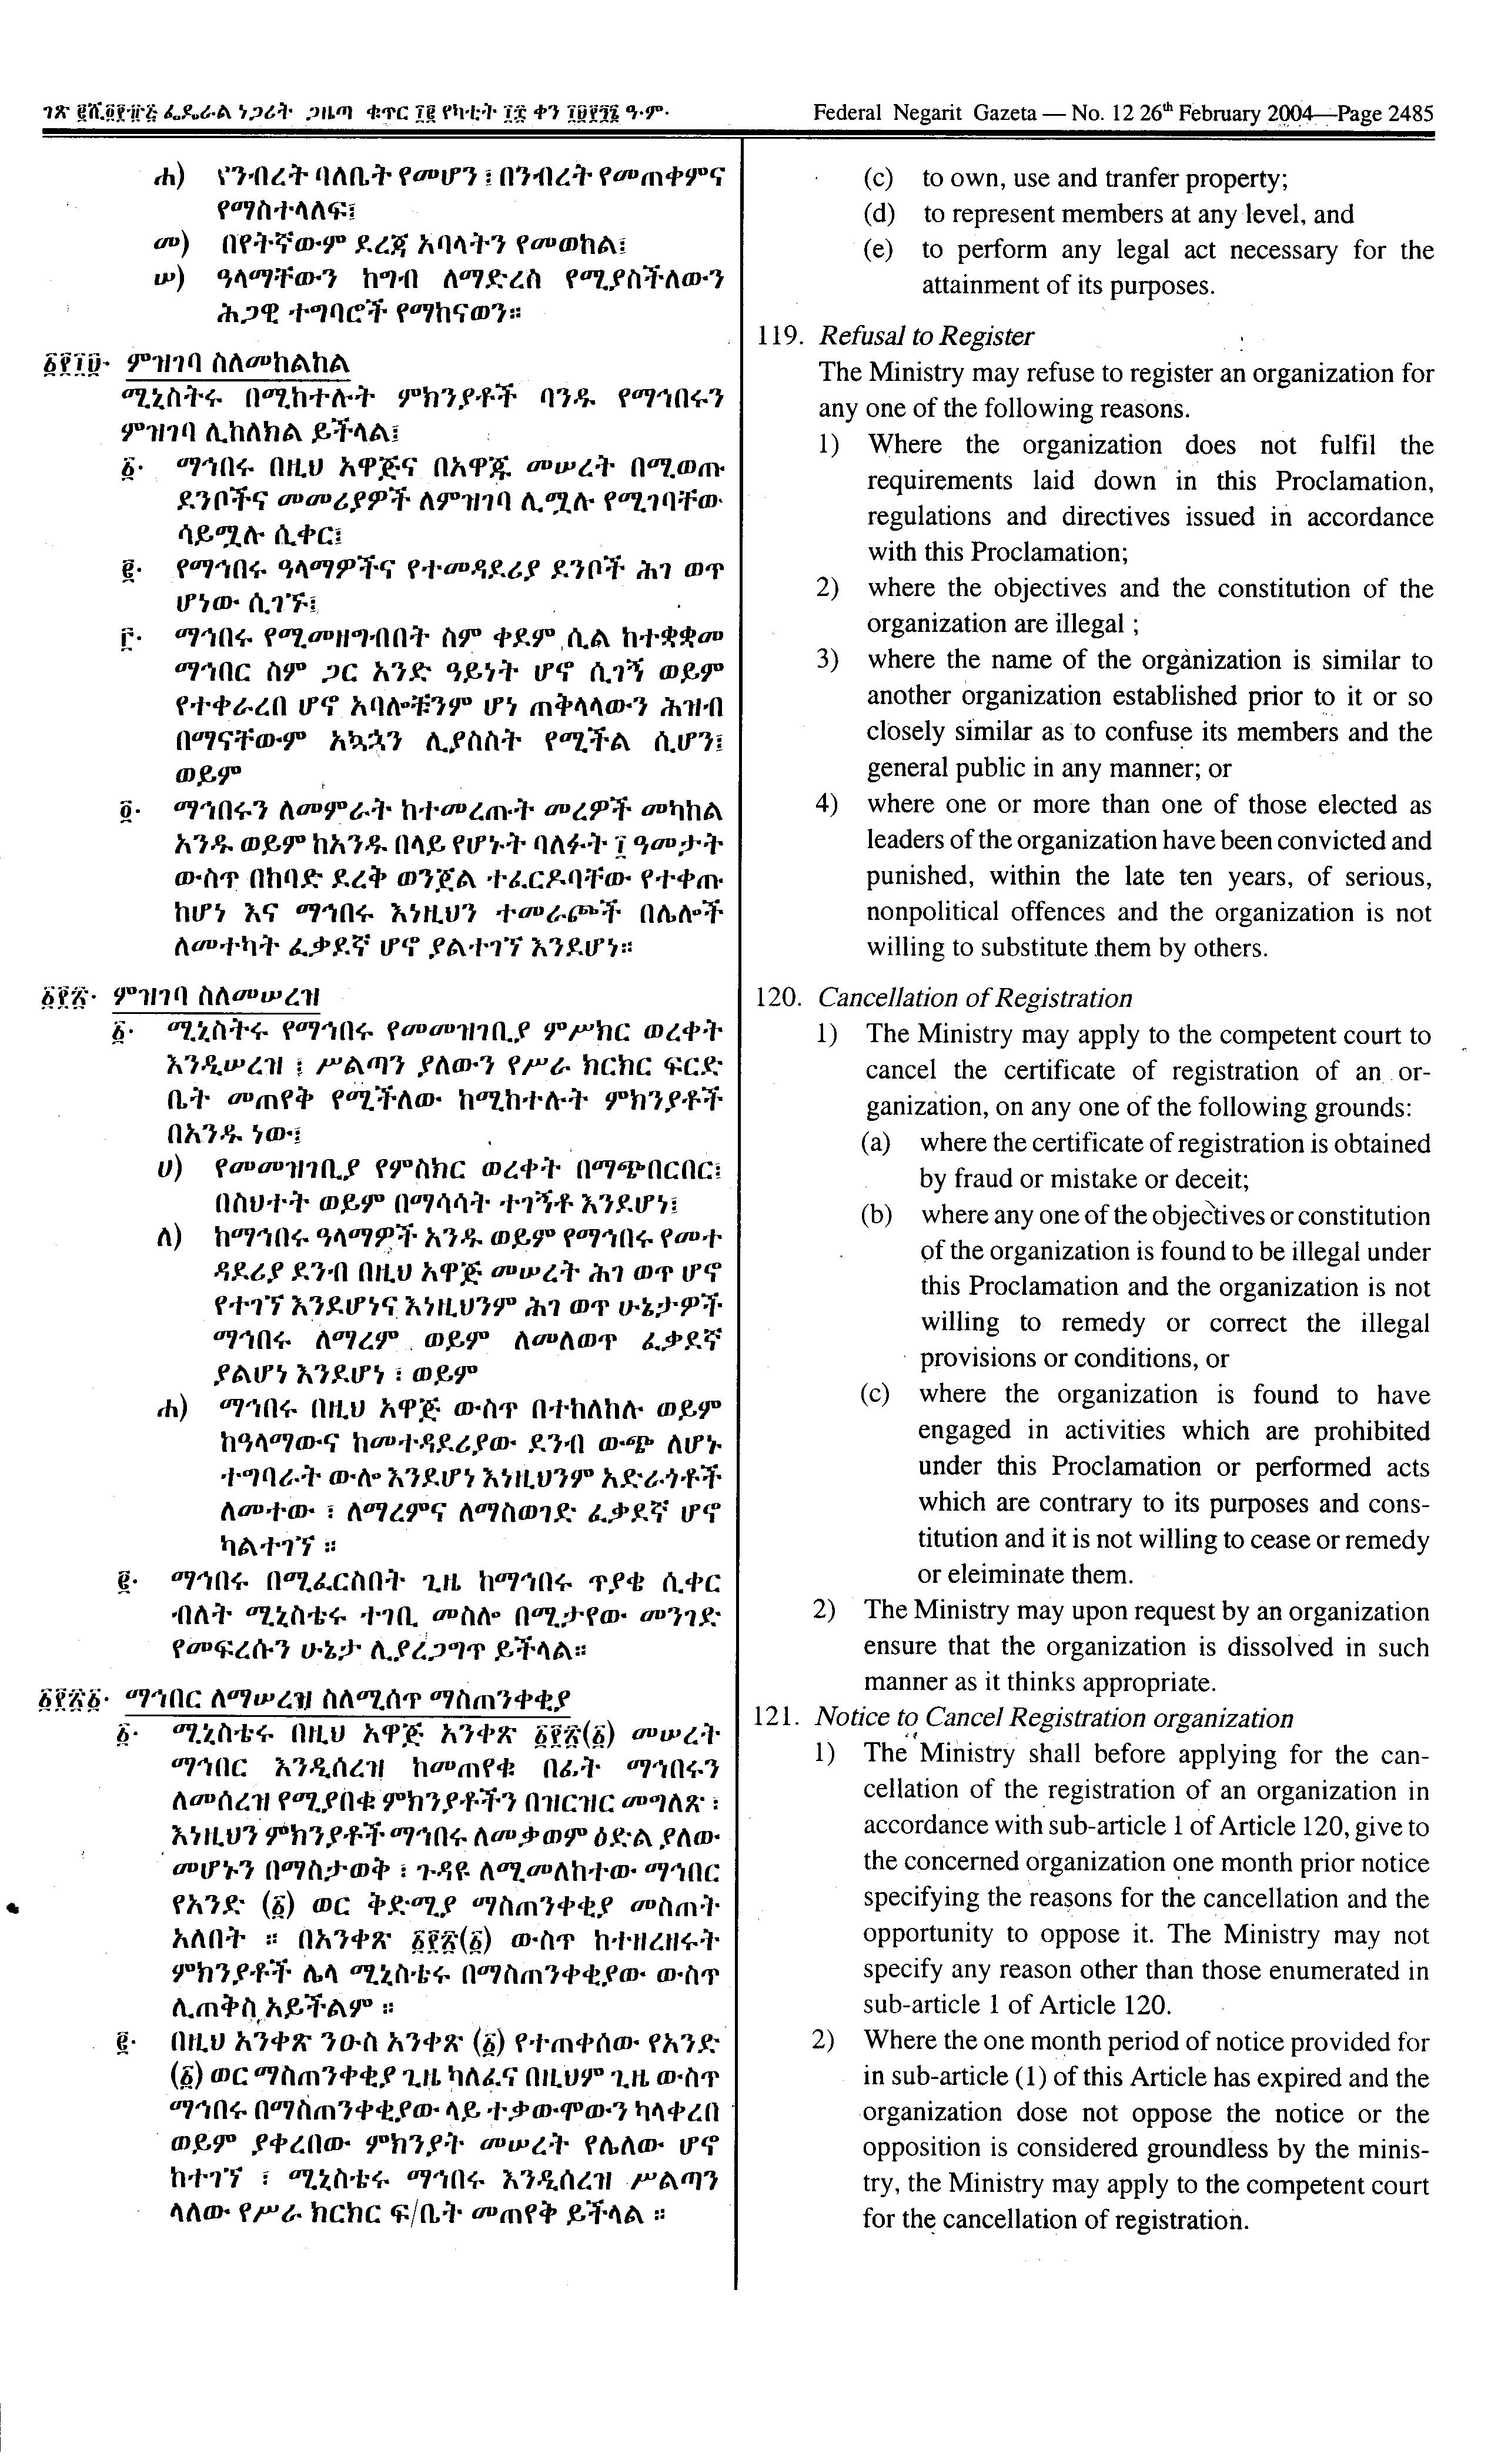 ገጽ ፪ሺ፬፻፹፭ ፌዴራል ነጋሪት ጋዜጣ ቁጥር ፲፪ የካቲት ፲፰ ቀን ፲፱፻፺፮ ዓ·ም·
Federal Negarit Gazeta — No. 12 26th February 2004—Page 2485
ሐ) የንብረት ባለቤት የመሆን ፤ በንብረት የመጠቀምና
የማስተላለፍ፤
መ) በየትኛውም ደረጃ አባላትን የመወከል፤
ሠ) ዓላማቸውን ከግብ ለማድረስ የሚያስችለውን
ሕጋዊ ተግባሮች የማከናወን።
፩፻፲፱· ምዝገባ ስለመከልከል
ሚኒስትሩ በሚከተሉት ምክንያቶች ባንዱ የማኅበሩን
ምዝገባ ሊከለክል ይችላል፤
፩· ማኅበሩ በዚህ አዋጅና በአዋጁ መሠረት በሚወጡ
ደንቦችና መመሪያዎች ለምዝገባ ሊሟሉ የሚገባቸው
ሳይሟሉ ሲቀር፤
፪· የማኅበሩ ዓላማዎችና የተመዳደሪያ ደንቦች ሕገ ወጥ
ሆነው ሲገኙ፤
፫· ማኅበሩ የሚመዘግብበት ስም ቀደም ሲል ከተቋቋመ
ማኅበር ስም ጋር አንድ ዓይነት ሆኖ ሲገኝ ወይም
የተቀራረበ ሆኖ አባሎቹንም ሆነ ጠቅላላውን ሕዝብ
በማናቸውም አኳኋን ሊያስስት የሚችል ሲሆን፤
ወይም
፬· ማኅበሩን ለመምራት ከተመረጡት መረዎች መካከል
አንዱ ወይም ከአንዱ በላይ የሆኑት ባለፉት ፲ ዓመታት
ውስጥ በከባድ ደረቅ ወንጀል ተፈርዶባቸው የተቀጡ
ከሆነ እና ማኅበሩ እነዚህን ተመራጮች በሌሎች
ለመተካት ፈቃደኛ ሆኖ ያልተገኘ እንደሆነ።
፩፻፳· ምዝገባ ስለመሠረዝ
፩· ሚኒስትሩ የማኅበሩ የመመዝገቢያ ምሥክር ወረቀት
እንዲሠረዝ ፤ ሥልጣን ያለውን የሥራ ክርክር ፍርድ
ቤት መጠየቅ የሚችለው ከሚከተሉት ምክንያቶች
በአንዱ ነው፤
ሀ) የመመዝገቢያ የምስክር ወረቀት በማጭበርበር፤
በስህተት ወይም በማሳሳት ተገኝቶ እንደሆነ፤
ለ) ከማኅበሩ ዓላማዎች አንዱ ወይም የማኅበሩ የመተ
ዳደሪያ ደንብ በዚህ አዋጅ መሠረት ሕገ ወጥ ሆኖ
የተገኘ እንደሆነና እነዚህንም ሕገ ወጥ ሁኔታዎች
ማኅበሩ ለማረም ወይም ለመለወጥ ፈቃደኛ
ያልሆነ እንደሆነ ፡ ወይም
ሐ) ማኅበሩ በዚህ አዋጅ ውስጥ በተከለከሉ ወይም
ከዓላማውና ከመተዳደሪያው ደንብ ውጭ ለሆኑ
ተግባራት ውሎ እንደሆነ እነዚህንም አድራጎቶች
ለመተው ፡ ለማረምና ለማስወገድ ፈቃደኛ ሆኖ
ካልተገኘ ።
፪· ማኅበሩ በሚፈርስበት ጊዜ ከማኅበሩ ጥያቄ ሲቀር
ብለት ሚኒስቴሩ ተገቢ መስሎ በሚታየው መንገድ
የመፍረሱን ሁኔታ ሊያረጋግጥ ይችላል።
፩፻፳፩· ማኅበር ለማሠረዝ ስለሚሰጥ ማስጠንቀቂያ
፩· ሚኒስቴሩ በዚህ አዋጅ አንቀጽ ፩፻፳(፩) መሠረት
ማኅበር እንዲሰረዝ ከመጠየቁ በፊት ማኅበሩን
ለመሰረዝ የሚያበቁ ምክንያቶችን በዝርዝር መግለጽ ፡
እነዚህን ምክንያቶች ማኅበሩ ለመቃወም ዕድል ያለው
መሆኑን በማስታወቅ ፡ ጉዳዩ ለሚመለከተው ማኅበር
የአንድ (፩) ወር ቅድሚያ ማስጠንቀቂያ መስጠት
አለበት ። በአንቀጽ ፩፻፳(፩) ውስጥ ከተዘረዘሩት
ምክንያቶች ሌላ ሚኒስቴሩ በማስጠንቀቂያው ውስጥ
ሊጠቅስ አይችልም ።
፪· በዚህ አንቀጽ ንዑስ አንቀጽ (፩) የተጠቀሰው የአንድ
(፩) ወር ማስጠንቀቂያ ጊዜ ካለፈና በዚህም ጊዜ ውስጥ
ማኅበሩ በማስጠንቀቂያው ላይ ተቃውሞውን ካላቀረበ
ወይም ያቀረበው ምክንያት መሠረት የሌለው ሆኖ
ከተገኘ ፡ ሚኒስቴሩ ማኅበሩ እንዲሰረዝ ሥልጣን
ላለው የሥራ ክርክር ፍ/ቤት መጠየቅ ይችላል ።
(c) to own, use and tranfer property;
(d) to represent members at any level, and
(e) to perform any legal act necessary for the
attainment of its purposes.
119. Refusal to Register
The Ministry may refuse to register an organization for
any one of the following reasons.
1) Where the organization does not fulfil the
requirements laid down in this Proclamation,
regulations and directives issued in accordance
with this Proclamation;
2) where the objectives and the constitution of the
organization are illegal ;
3) where the name of the organization is similar to
another organization established prior to it or so
closely similar as to confuse its members and the
general public in any manner; or
4) where one or more than one of those elected as
leaders of the organization have been convicted and
punished, within the late ten years, of serious,
nonpolitical offences and the organization is not
willing to substitute them by others.
120. Cancellation of Registration
1) The Ministry may apply to the competent court to
cancel the certificate of registration of an or-
ganization, on any one of the following grounds:
(a) where the certificate of registration is obtained
by fraud or mistake or deceit;
(b) where any one of the objectives or constitution
of the organization is found to be illegal under
this Proclamation and the organization is not
willing to remedy or correct the illegal
provisions or conditions, or
(c) where the organization is found to have
engaged in activities which are prohibited
under this Proclamation or performed acts
which are contrary to its purposes and cons-
titution and it is not willing to cease or remedy
or eleiminate them.
2) The Ministry may upon request by an organization
ensure that the organization is dissolved in such
manner as it thinks appropriate.
121. Notice to Cancel Registration organization
1) The Ministry shall before applying for the can-
cellation of the registration of an organization in
accordance with sub-article 1 of Article 120, give to
the concerned organization one month prior notice
specifying the reasons for the cancellation and the
opportunity to oppose it. The Ministry may not
specify any reason other than those enumerated in
sub-article 1 of Article 120.
2) Where the one month period of notice provided for
in sub-article (1) of this Article has expired and the
organization dose not oppose the notice or the
opposition is considered groundless by the minis-
try, the Ministry may apply to the competent court
for the cancellation of registration.